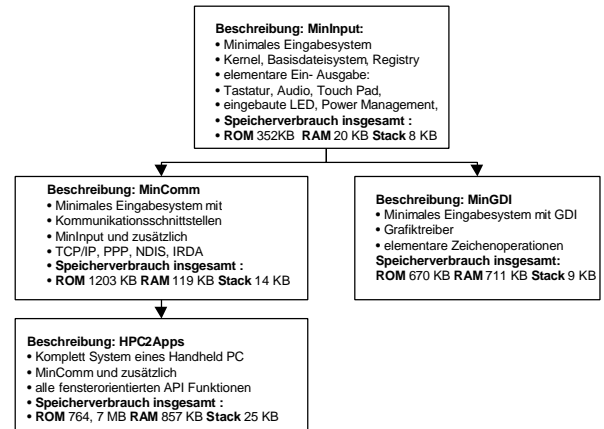 Beschreibung: MinInput:
• Minimales Eingabesystem
• Kernel, Basisdateisystem, Registry
• elementare Ein- Ausgabe:
• Tastatur, Audio, Touch Pad,
• eingebaute LED, Power Management,
• Speicherverbrauch insgesamt :
• ROM 352KB RAM 20 KB Stack 8 KB
Beschreibung: MinComm
• Minimales Eingabesystem mit
• Kommunikationsschnittstellen
• MinInput und zusätzlich
• TCP/IP, PPP, NDIS, IRDA
• Speicherverbrauch insgesamt :
• ROM 1203 KB RAM 119 KB Stack 14 KB
Beschreibung: MinGDI
• Minimales Eingabesystem mit GDI
• Grafiktreiber
• elementare Zeichenoperationen
Speicherverbrauch insgesamt:
ROM 670 KB RAM 711 KB Stack 9 KB
Beschreibung: HPC2Apps
• Komplett System eines Handheld PC
• MinComm und zusätzlich
• alle fensterorientierten API Funktionen
• Speicherverbrauch insgesamt :
• ROM 764, 7 MB RAM 857 KB Stack 25 KB